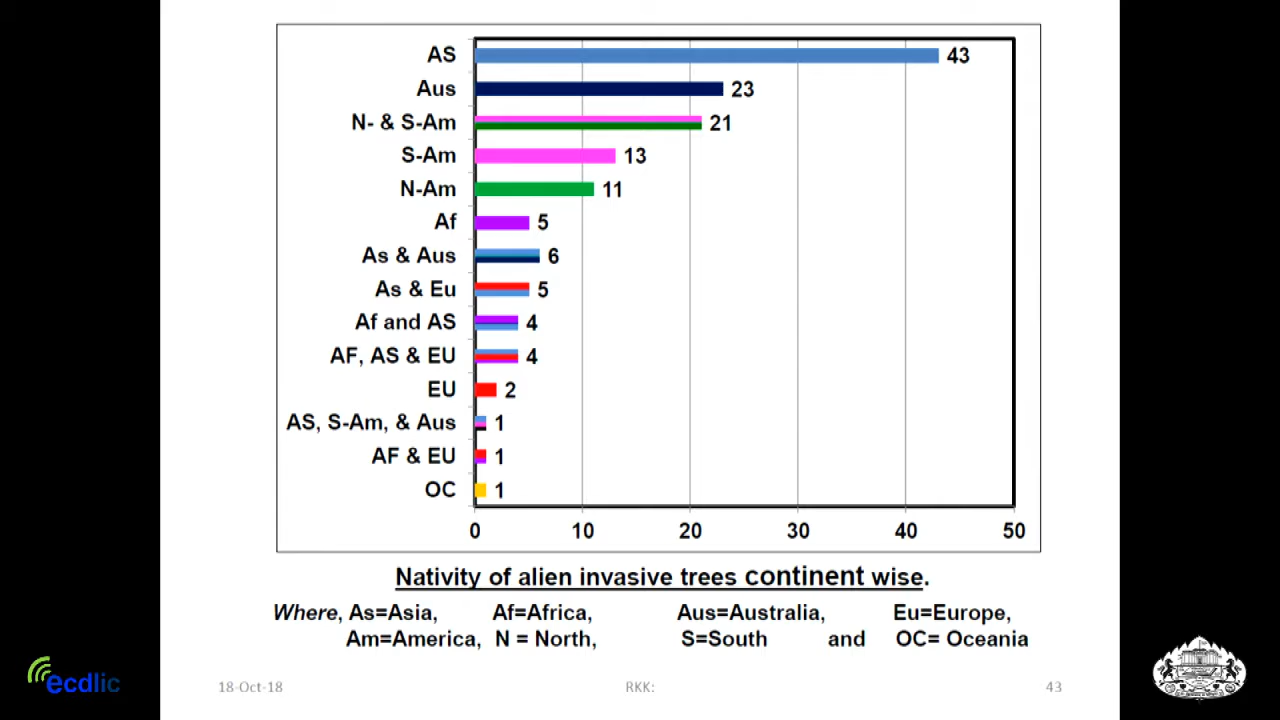 AS 43
Aus 23
N- & S-Am 21
S-Am 13
N-Am 11
Af 5
As & Aus 6
As & Eu 5
Af and AS 4
AF, AS & EU 4
EU 2
AS, S-Am, & Aus 1
AF & EU 1
OC 1
0 10 20 30 40 50
Nativity of alien invasive trees continent wise.
Where, As=Asia, Af=Africa, Aus=Australia, Eu=Europe,
Am=America, N = North, S=South and OC= Oceania
ecdlic
18-Oct-18 RKK: 43